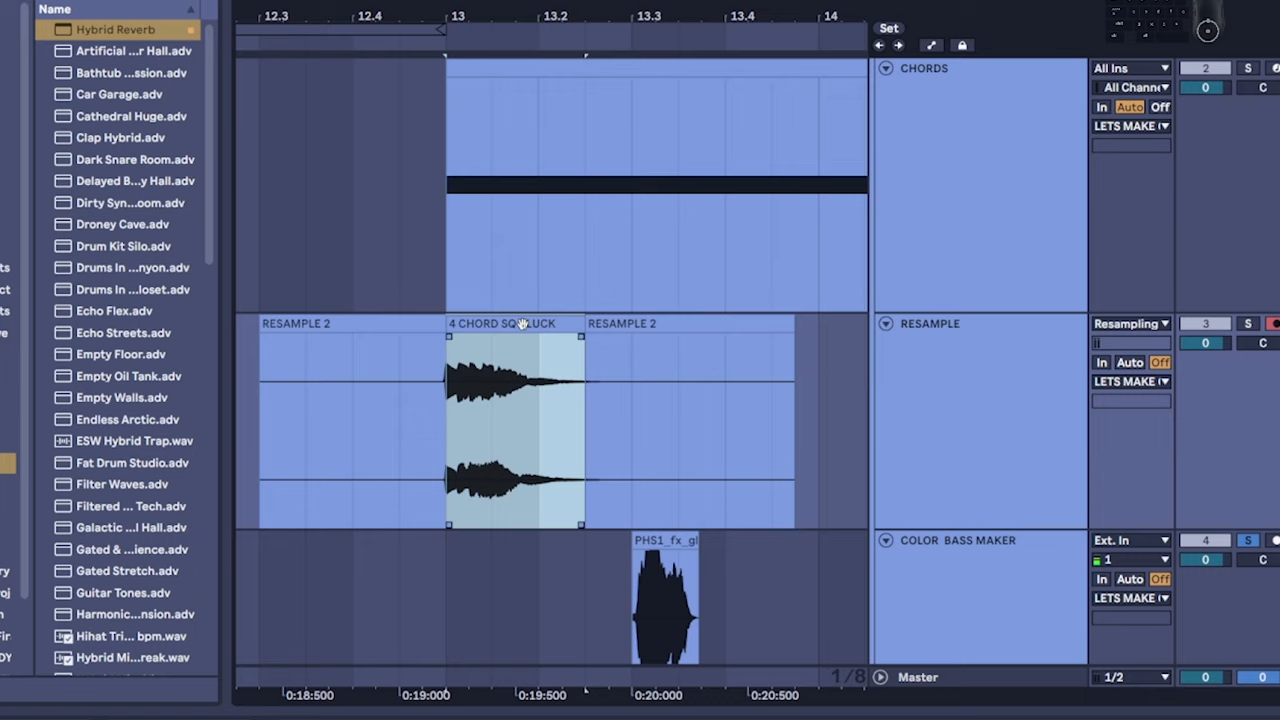 Name
Hybrid Reverb
Artificial ...r Hall.adv
Bathtub ...ssion.adv
Car Garage.adv
Cathedral Huge.adv
Clap Hybrid.adv
Dark Snare Room.adv
Delayed B...y Hall.adv
Dirty Syn...oom.adv
Droney Cave.adv
Drum Kit Silo.adv
Drums In ...nyon.adv
Drums In ...loset.adv
Echo Flex.adv
Echo Streets.adv
Empty Floor.adv
Empty Oil Tank.adv
Empty Walls.adv
Endless Arctic.adv
ESW Hybrid Trap.wav
Fat Drum Studio.adv
Filter Waves.adv
Filtered ... Tech.adv
Galactic ...l Hall.adv
Gated & ...ience.adv
Gated Stretch.adv
Guitar Tones.adv
Harmonic...nsion.adv
Hihat Tri... bpm.wav
Hybrid Mi...reak.wav
12.3 12.4 13 13.2 13.3 13.4 14
Set
CHORDS
All Ins
2 S
All Channe
0 C
In Auto Off
LETS MAKE (
RESAMPLE 2
4 CHORD SQ LUCK
RESAMPLE 2
RESAMPLE
Resampling
3 S
0 C
In Auto Off
LETS MAKE (
PHS1_fx_gl
COLOR BASS MAKER
Ext. In
4 S
1
0 C
In Auto Off
LETS MAKE (
1/8
Master
1/2
0 0
0:18:500 0:19:000 0:19:500 0:20:000 0:20:500